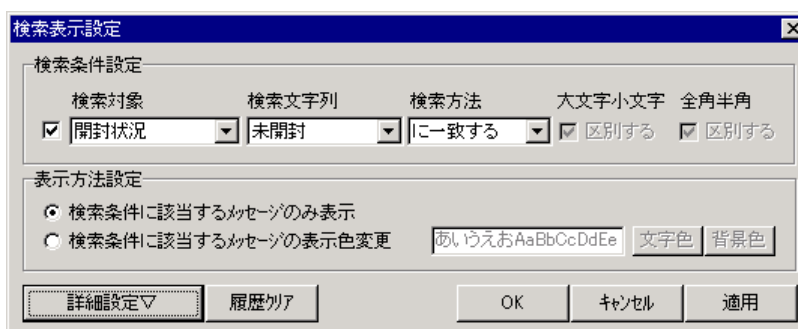 検索表示設定
検索条件設定
検索対象 検索文字列 検索方法 大文字小文字 全角半角
開封状況 未開封 に一致する 区別する 区別する
表示方法設定
検索条件に該当するﾒｯｾｰｼﾞのみ表示
検索条件に該当するﾒｯｾｰｼﾞの表示色変更 あいうえおAaBbCcDdEe 文字色 背景色
詳細設定▽ 履歴ｸﾘｱ OK ｷｬﾝｾﾙ 適用